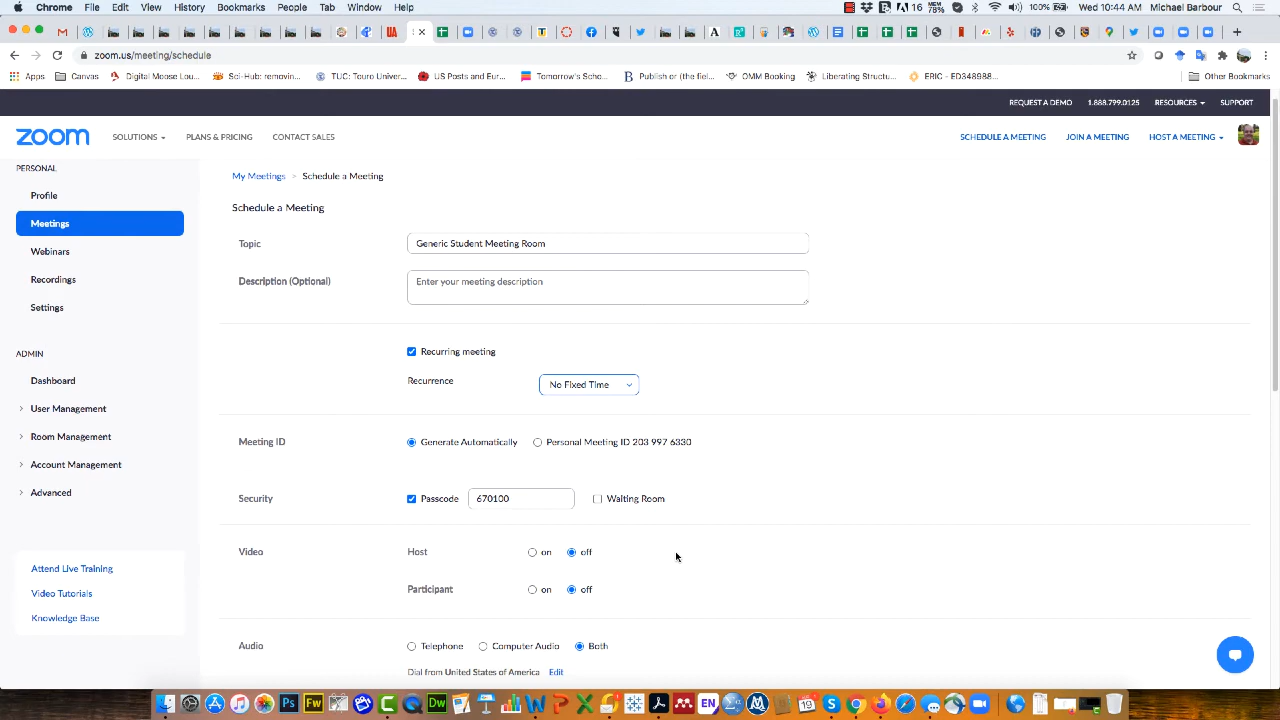 Chrome File Edit View History Bookmarks People Tab Window Help 16 MEM 78% 100% Wed 10:44 AM Michael Barbour
zoom.us/meeting/schedule
Apps Canvas Digital Moose Lou... Sci-Hub: removin... TUC: Touro Univer... US Posts and Eur... Tomorrow's Scho... Publish or (the fiel... OMM Booking Liberating Structu... ERIC - ED348988... Other Bookmarks
REQUEST A DEMO 1.888.799.0125 RESOURCES SUPPORT
zoom SOLUTIONS PLANS & PRICING CONTACT SALES SCHEDULE A MEETING JOIN A MEETING HOST A MEETING
PERSONAL
Profile
Meetings
Webinars
Recordings
Settings
ADMIN
Dashboard
User Management
Room Management
Account Management
Advanced
Attend Live Training
Video Tutorials
Knowledge Base
My Meetings > Schedule a Meeting
Schedule a Meeting
Topic Generic Student Meeting Room
Description (Optional) Enter your meeting description
Recurring meeting
Recurrence No Fixed Time
Meeting ID Generate Automatically Personal Meeting ID 203 997 6330
Security Passcode 670100 Waiting Room
Video Host on off
Participant on off
Audio Telephone Computer Audio Both
Dial from United States of America Edit